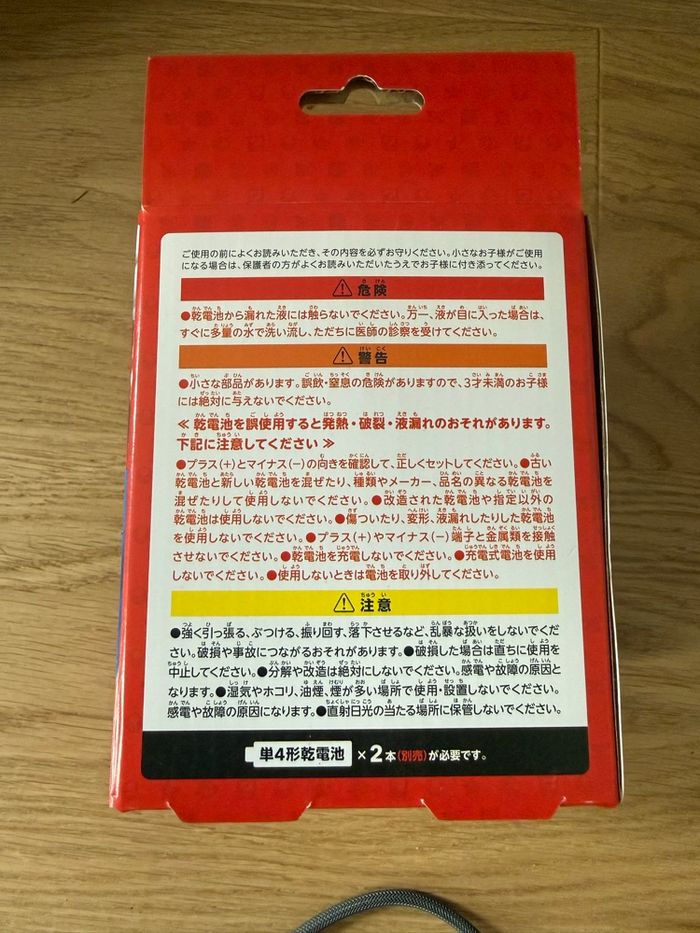 ご使用の前によくお読みいただき、その内容を必ずお守りください。小さなお子様がご使用
になる場合は、保護者の方がよくお読みいただいたうえでお子様に付き添ってください。
⚠危険
●乾電池から漏れた液には触らないでください。万一、液が目に入った場合は、
すぐに多量の水で洗い流し、ただちに医師の診察を受けてください。
⚠警告
●小さな部品があります。誤飲・窒息の危険がありますので、3才未満のお子様
には絶対に与えないでください。
≪ 乾電池を誤使用すると発熱・破裂・液漏れのおそれがあります。
下記に注意してください ≫
●プラス(+)とマイナス(−)の向きを確認して、正しくセットしてください。●古い
乾電池と新しい乾電池を混ぜたり、種類やメーカー、品名の異なる乾電池を
混ぜたりして使用しないでください。●改造された乾電池や指定以外の
乾電池は使用しないでください。●傷ついたり、変形、液漏れしたりした乾電池
を使用しないでください。●プラス(+)やマイナス(−)端子と金属類を接触
させないでください。●乾電池を充電しないでください。●充電式電池を使用
しないでください。●使用しないときは電池を取り外してください。
⚠注意
●強く引っ張る、ぶつける、振り回す、落下させるなど、乱暴な扱いをしないでくだ
さい。破損や事故につながるおそれがあります。●破損した場合は直ちに使用を
中止してください。●分解や改造は絶対にしないでください。感電や故障の原因と
なります。●湿気やホコリ、油煙、煙が多い場所で使用・設置しないでください。
感電や故障の原因になります。●直射日光の当たる場所に保管しないでください。
単4形乾電池 ×2本(別売)が必要です。